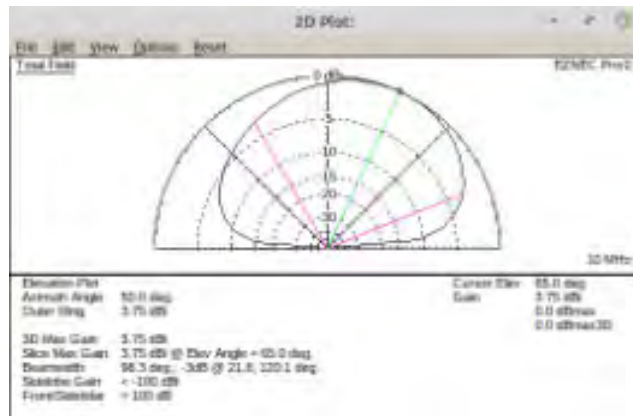 2D Plot:
File Edit View Options Reset
Total Field
EZNEC Pro/2
0 dB
-5
-10
-15
-20
-30
10 MHz
Elevation Plot
Azimuth Angle 50.0 deg.
Outer Ring 3.75 dBi
3D Max Gain 3.75 dBi
Slice Max Gain 3.75 dBi @ Elev Angle = 65.0 deg.
Beamwidth 98.3 deg.; -3dB @ 21.8, 120.1 deg.
Sidelobe Gain < -100 dBi
Front/Sidelobe > 100 dB
Cursor Elev 65.0 deg.
Gain 3.75 dBi
0.0 dBmax
0.0 dBmax3D